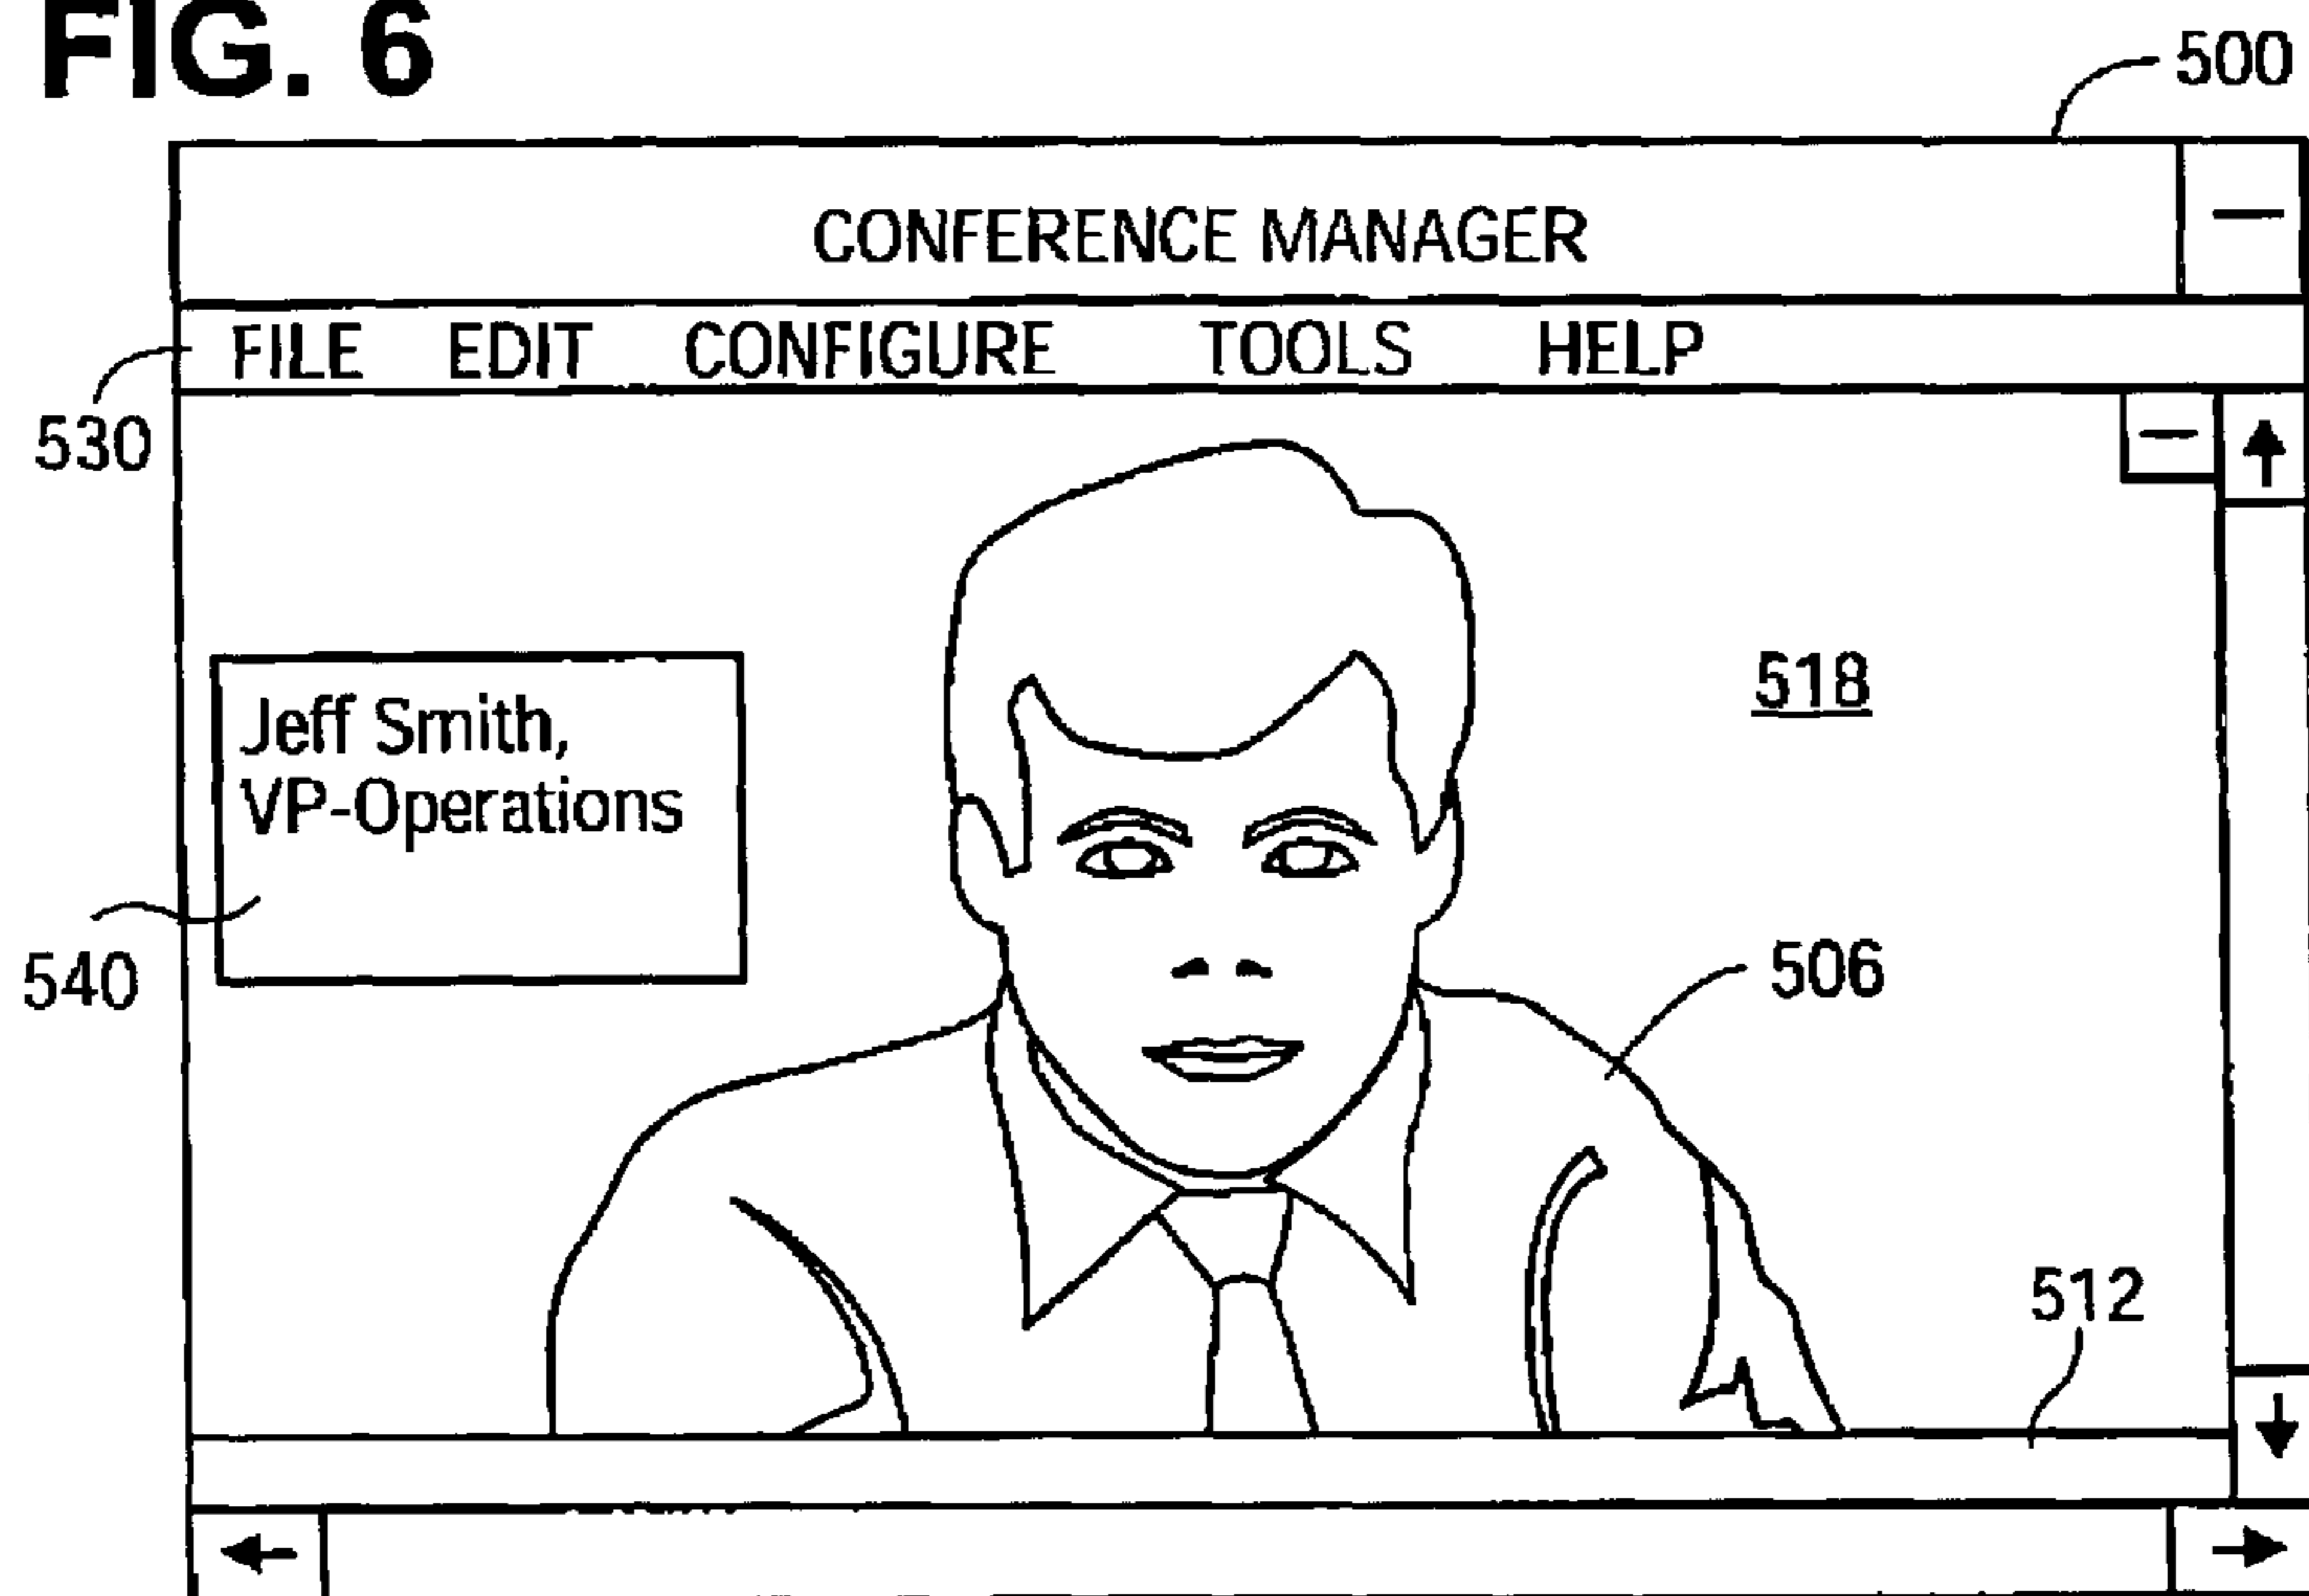 FIG. 6
500
CONFERENCE MANAGER
FILE EDIT CONFIGURE TOOLS HELP
530
518
Jeff Smith,
VP-Operations
540
506
512